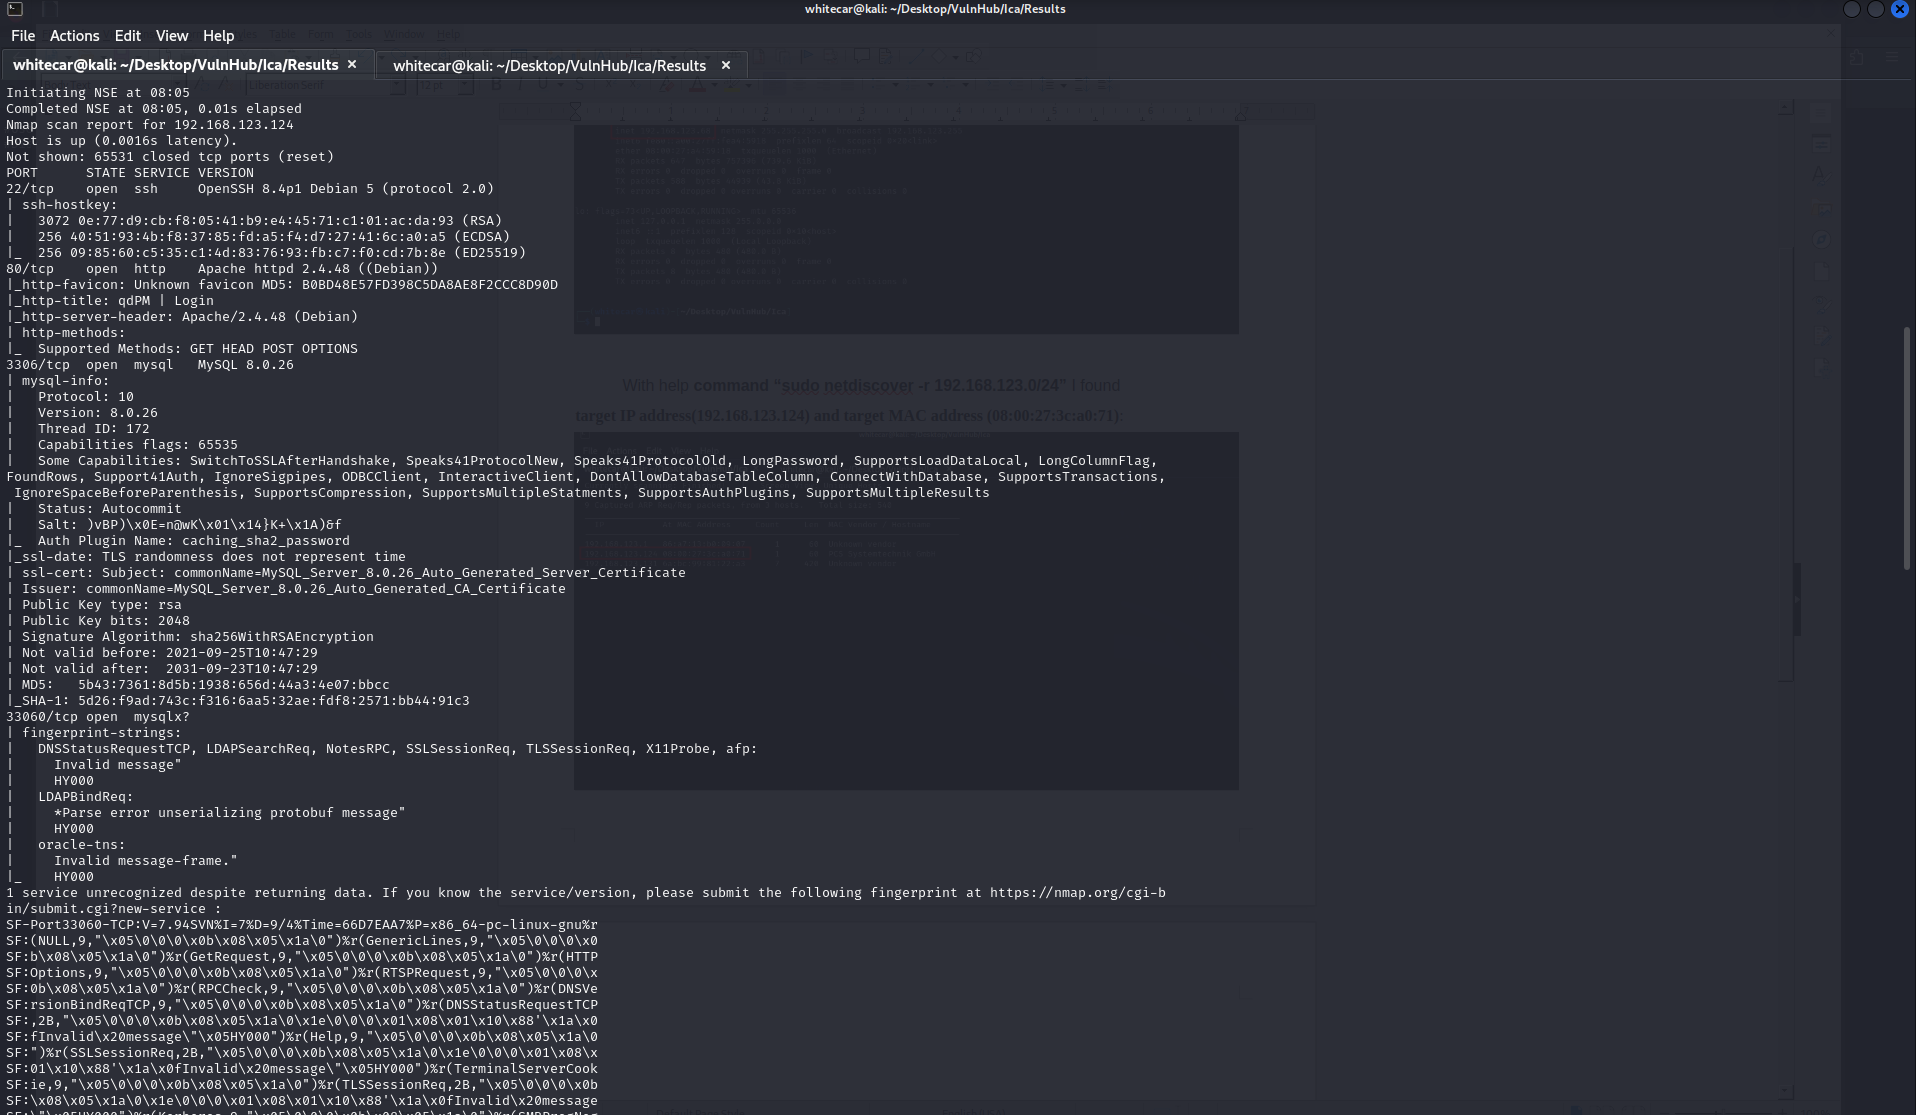 whitecar@kali: ~/Desktop/VulnHub/Ica/Results
File Actions Edit View Help
whitecar@kali: ~/Desktop/VulnHub/Ica/Results × whitecar@kali: ~/Desktop/VulnHub/Ica/Results ×
Initiating NSE at 08:05
Completed NSE at 08:05, 0.01s elapsed
Nmap scan report for 192.168.123.124
Host is up (0.0016s latency).
Not shown: 65531 closed tcp ports (reset)
PORT      STATE SERVICE VERSION
22/tcp    open  ssh     OpenSSH 8.4p1 Debian 5 (protocol 2.0)
| ssh-hostkey:
|   3072 0e:77:d9:cb:f8:05:41:b9:e4:45:71:c1:01:ac:da:93 (RSA)
|   256 40:51:93:4b:f8:37:85:fd:a5:f4:d7:27:41:6c:a0:a5 (ECDSA)
|_  256 09:85:60:c5:35:c1:4d:83:76:93:fb:c7:f0:cd:7b:8e (ED25519)
80/tcp    open  http    Apache httpd 2.4.48 ((Debian))
|_http-favicon: Unknown favicon MD5: B0BD48E57FD398C5DA8AE8F2CCC8D90D
|_http-title: qdPM | Login
|_http-server-header: Apache/2.4.48 (Debian)
| http-methods:
|_  Supported Methods: GET HEAD POST OPTIONS
3306/tcp  open  mysql   MySQL 8.0.26
| mysql-info:
|   Protocol: 10
|   Version: 8.0.26
|   Thread ID: 172
|   Capabilities flags: 65535
|   Some Capabilities: SwitchToSSLAfterHandshake, Speaks41ProtocolNew, Speaks41ProtocolOld, LongPassword, SupportsLoadDataLocal, LongColumnFlag,
FoundRows, Support41Auth, IgnoreSigpipes, ODBCClient, InteractiveClient, DontAllowDatabaseTableColumn, ConnectWithDatabase, SupportsTransactions,
 IgnoreSpaceBeforeParenthesis, SupportsCompression, SupportsMultipleStatments, SupportsAuthPlugins, SupportsMultipleResults
|   Status: Autocommit
|   Salt: )vBP)\x0E=n@wK\x01\x14}K+\x1A)&f
|_  Auth Plugin Name: caching_sha2_password
|_ssl-date: TLS randomness does not represent time
| ssl-cert: Subject: commonName=MySQL_Server_8.0.26_Auto_Generated_Server_Certificate
| Issuer: commonName=MySQL_Server_8.0.26_Auto_Generated_CA_Certificate
| Public Key type: rsa
| Public Key bits: 2048
| Signature Algorithm: sha256WithRSAEncryption
| Not valid before: 2021-09-25T10:47:29
| Not valid after:  2031-09-23T10:47:29
| MD5:   5b43:7361:8d5b:1938:656d:44a3:4e07:bbcc
|_SHA-1: 5d26:f9ad:743c:f316:6aa5:32ae:fdf8:2571:bb44:91c3
33060/tcp open  mysqlx?
| fingerprint-strings:
|   DNSStatusRequestTCP, LDAPSearchReq, NotesRPC, SSLSessionReq, TLSSessionReq, X11Probe, afp:
|     Invalid message"
|     HY000
|   LDAPBindReq:
|     *Parse error unserializing protobuf message"
|     HY000
|   oracle-tns:
|     Invalid message-frame."
|_    HY000
1 service unrecognized despite returning data. If you know the service/version, please submit the following fingerprint at https://nmap.org/cgi-b
in/submit.cgi?new-service :
SF-Port33060-TCP:V=7.94SVN%I=7%D=9/4%Time=66D7EAA7%P=x86_64-pc-linux-gnu%r
SF:(NULL,9,"\x05\0\0\0\x0b\x08\x05\x1a\0")%r(GenericLines,9,"\x05\0\0\0\x0
SF:b\x08\x05\x1a\0")%r(GetRequest,9,"\x05\0\0\0\x0b\x08\x05\x1a\0")%r(HTTP
SF:Options,9,"\x05\0\0\0\x0b\x08\x05\x1a\0")%r(RTSPRequest,9,"\x05\0\0\0\x
SF:0b\x08\x05\x1a\0")%r(RPCCheck,9,"\x05\0\0\0\x0b\x08\x05\x1a\0")%r(DNSVe
SF:rsionBindReqTCP,9,"\x05\0\0\0\x0b\x08\x05\x1a\0")%r(DNSStatusRequestTCP
SF:,2B,"\x05\0\0\0\x0b\x08\x05\x1a\0\x1e\0\0\0\x01\x08\x01\x10\x88'\x1a\x0
SF:fInvalid\x20message\"\x05HY000")%r(Help,9,"\x05\0\0\0\x0b\x08\x05\x1a\0
SF:")%r(SSLSessionReq,2B,"\x05\0\0\0\x0b\x08\x05\x1a\0\x1e\0\0\0\x01\x08\x
SF:01\x10\x88'\x1a\x0fInvalid\x20message\"\x05HY000")%r(TerminalServerCook
SF:ie,9,"\x05\0\0\0\x0b\x08\x05\x1a\0")%r(TLSSessionReq,2B,"\x05\0\0\0\x0b
SF:\x08\x05\x1a\0\x1e\0\0\0\x01\x08\x01\x10\x88'\x1a\x0fInvalid\x20message
With help command “sudo netdiscover -r 192.168.123.0/24” I found
target IP address(192.168.123.124) and target MAC address (08:00:27:3c:a0:71):